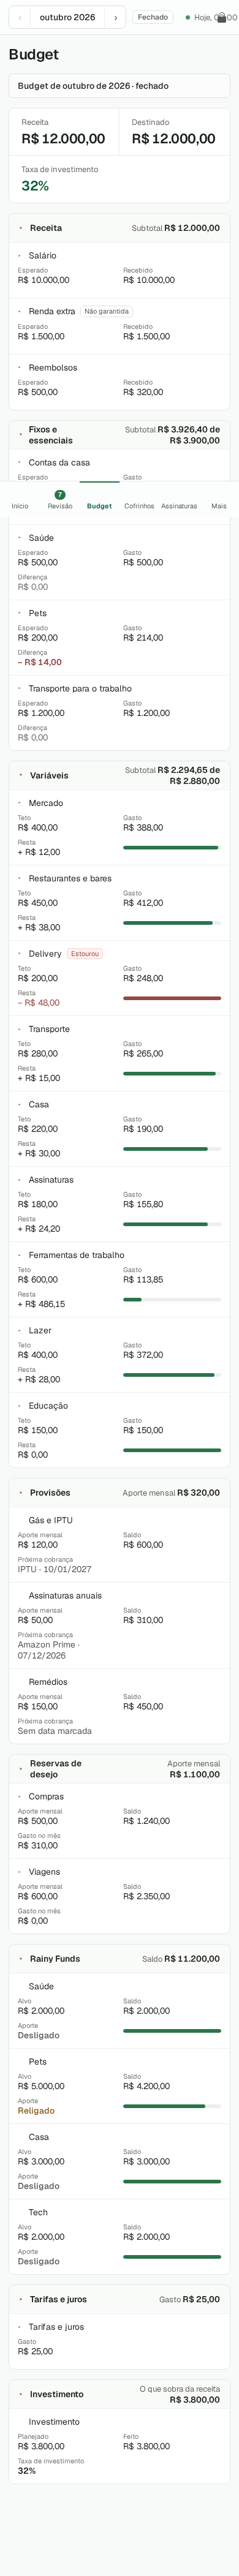 ‹ outubro 2026 › Fechado Hoje,
Budget
Budget de outubro de 2026 · fechado
Receita Destinado
R$ 12.000,00 R$ 12.000,00
Taxa de investimento
32%
Receita Subtotal R$ 12.000,00
Salário
Esperado Recebido
R$ 10.000,00 R$ 10.000,00
Renda extra Não garantida
Esperado Recebido
R$ 1.500,00 R$ 1.500,00
Reembolsos
Esperado Recebido
R$ 500,00 R$ 320,00
Fixos e Subtotal R$ 3.926,40 de
essenciais R$ 3.900,00
Contas da casa
Esperado Gasto
7
Início Revisão Budget Cofrinhos Assinaturas Mais
Saúde
Esperado Gasto
R$ 500,00 R$ 500,00
Diferença
R$ 0,00
Pets
Esperado Gasto
R$ 200,00 R$ 214,00
Diferença
– R$ 14,00
Transporte para o trabalho
Esperado Gasto
R$ 1.200,00 R$ 1.200,00
Diferença
R$ 0,00
Variáveis Subtotal R$ 2.294,65 de
R$ 2.880,00
Mercado
Teto Gasto
R$ 400,00 R$ 388,00
Resta
+ R$ 12,00
Restaurantes e bares
Teto Gasto
R$ 450,00 R$ 412,00
Resta
+ R$ 38,00
Delivery Estourou
Teto Gasto
R$ 200,00 R$ 248,00
Resta
– R$ 48,00
Transporte
Teto Gasto
R$ 280,00 R$ 265,00
Resta
+ R$ 15,00
Casa
Teto Gasto
R$ 220,00 R$ 190,00
Resta
+ R$ 30,00
Assinaturas
Teto Gasto
R$ 180,00 R$ 155,80
Resta
+ R$ 24,20
Ferramentas de trabalho
Teto Gasto
R$ 600,00 R$ 113,85
Resta
+ R$ 486,15
Lazer
Teto Gasto
R$ 400,00 R$ 372,00
Resta
+ R$ 28,00
Educação
Teto Gasto
R$ 150,00 R$ 150,00
Resta
R$ 0,00
Provisões Aporte mensal R$ 320,00
Gás e IPTU
Aporte mensal Saldo
R$ 120,00 R$ 600,00
Próxima cobrança
IPTU · 10/01/2027
Assinaturas anuais
Aporte mensal Saldo
R$ 50,00 R$ 310,00
Próxima cobrança
Amazon Prime ·
07/12/2026
Remédios
Aporte mensal Saldo
R$ 150,00 R$ 450,00
Próxima cobrança
Sem data marcada
Reservas de Aporte mensal
desejo R$ 1.100,00
Compras
Aporte mensal Saldo
R$ 500,00 R$ 1.240,00
Gasto no mês
R$ 310,00
Viagens
Aporte mensal Saldo
R$ 600,00 R$ 2.350,00
Gasto no mês
R$ 0,00
Rainy Funds Saldo R$ 11.200,00
Saúde
Alvo Saldo
R$ 2.000,00 R$ 2.000,00
Aporte
Desligado
Pets
Alvo Saldo
R$ 5.000,00 R$ 4.200,00
Aporte
Religado
Casa
Alvo Saldo
R$ 3.000,00 R$ 3.000,00
Aporte
Desligado
Tech
Alvo Saldo
R$ 2.000,00 R$ 2.000,00
Aporte
Desligado
Tarifas e juros Gasto R$ 25,00
Tarifas e juros
Gasto
R$ 25,00
Investimento O que sobra da receita
R$ 3.800,00
Investimento
Planejado Feito
R$ 3.800,00 R$ 3.800,00
Taxa de investimento
32%